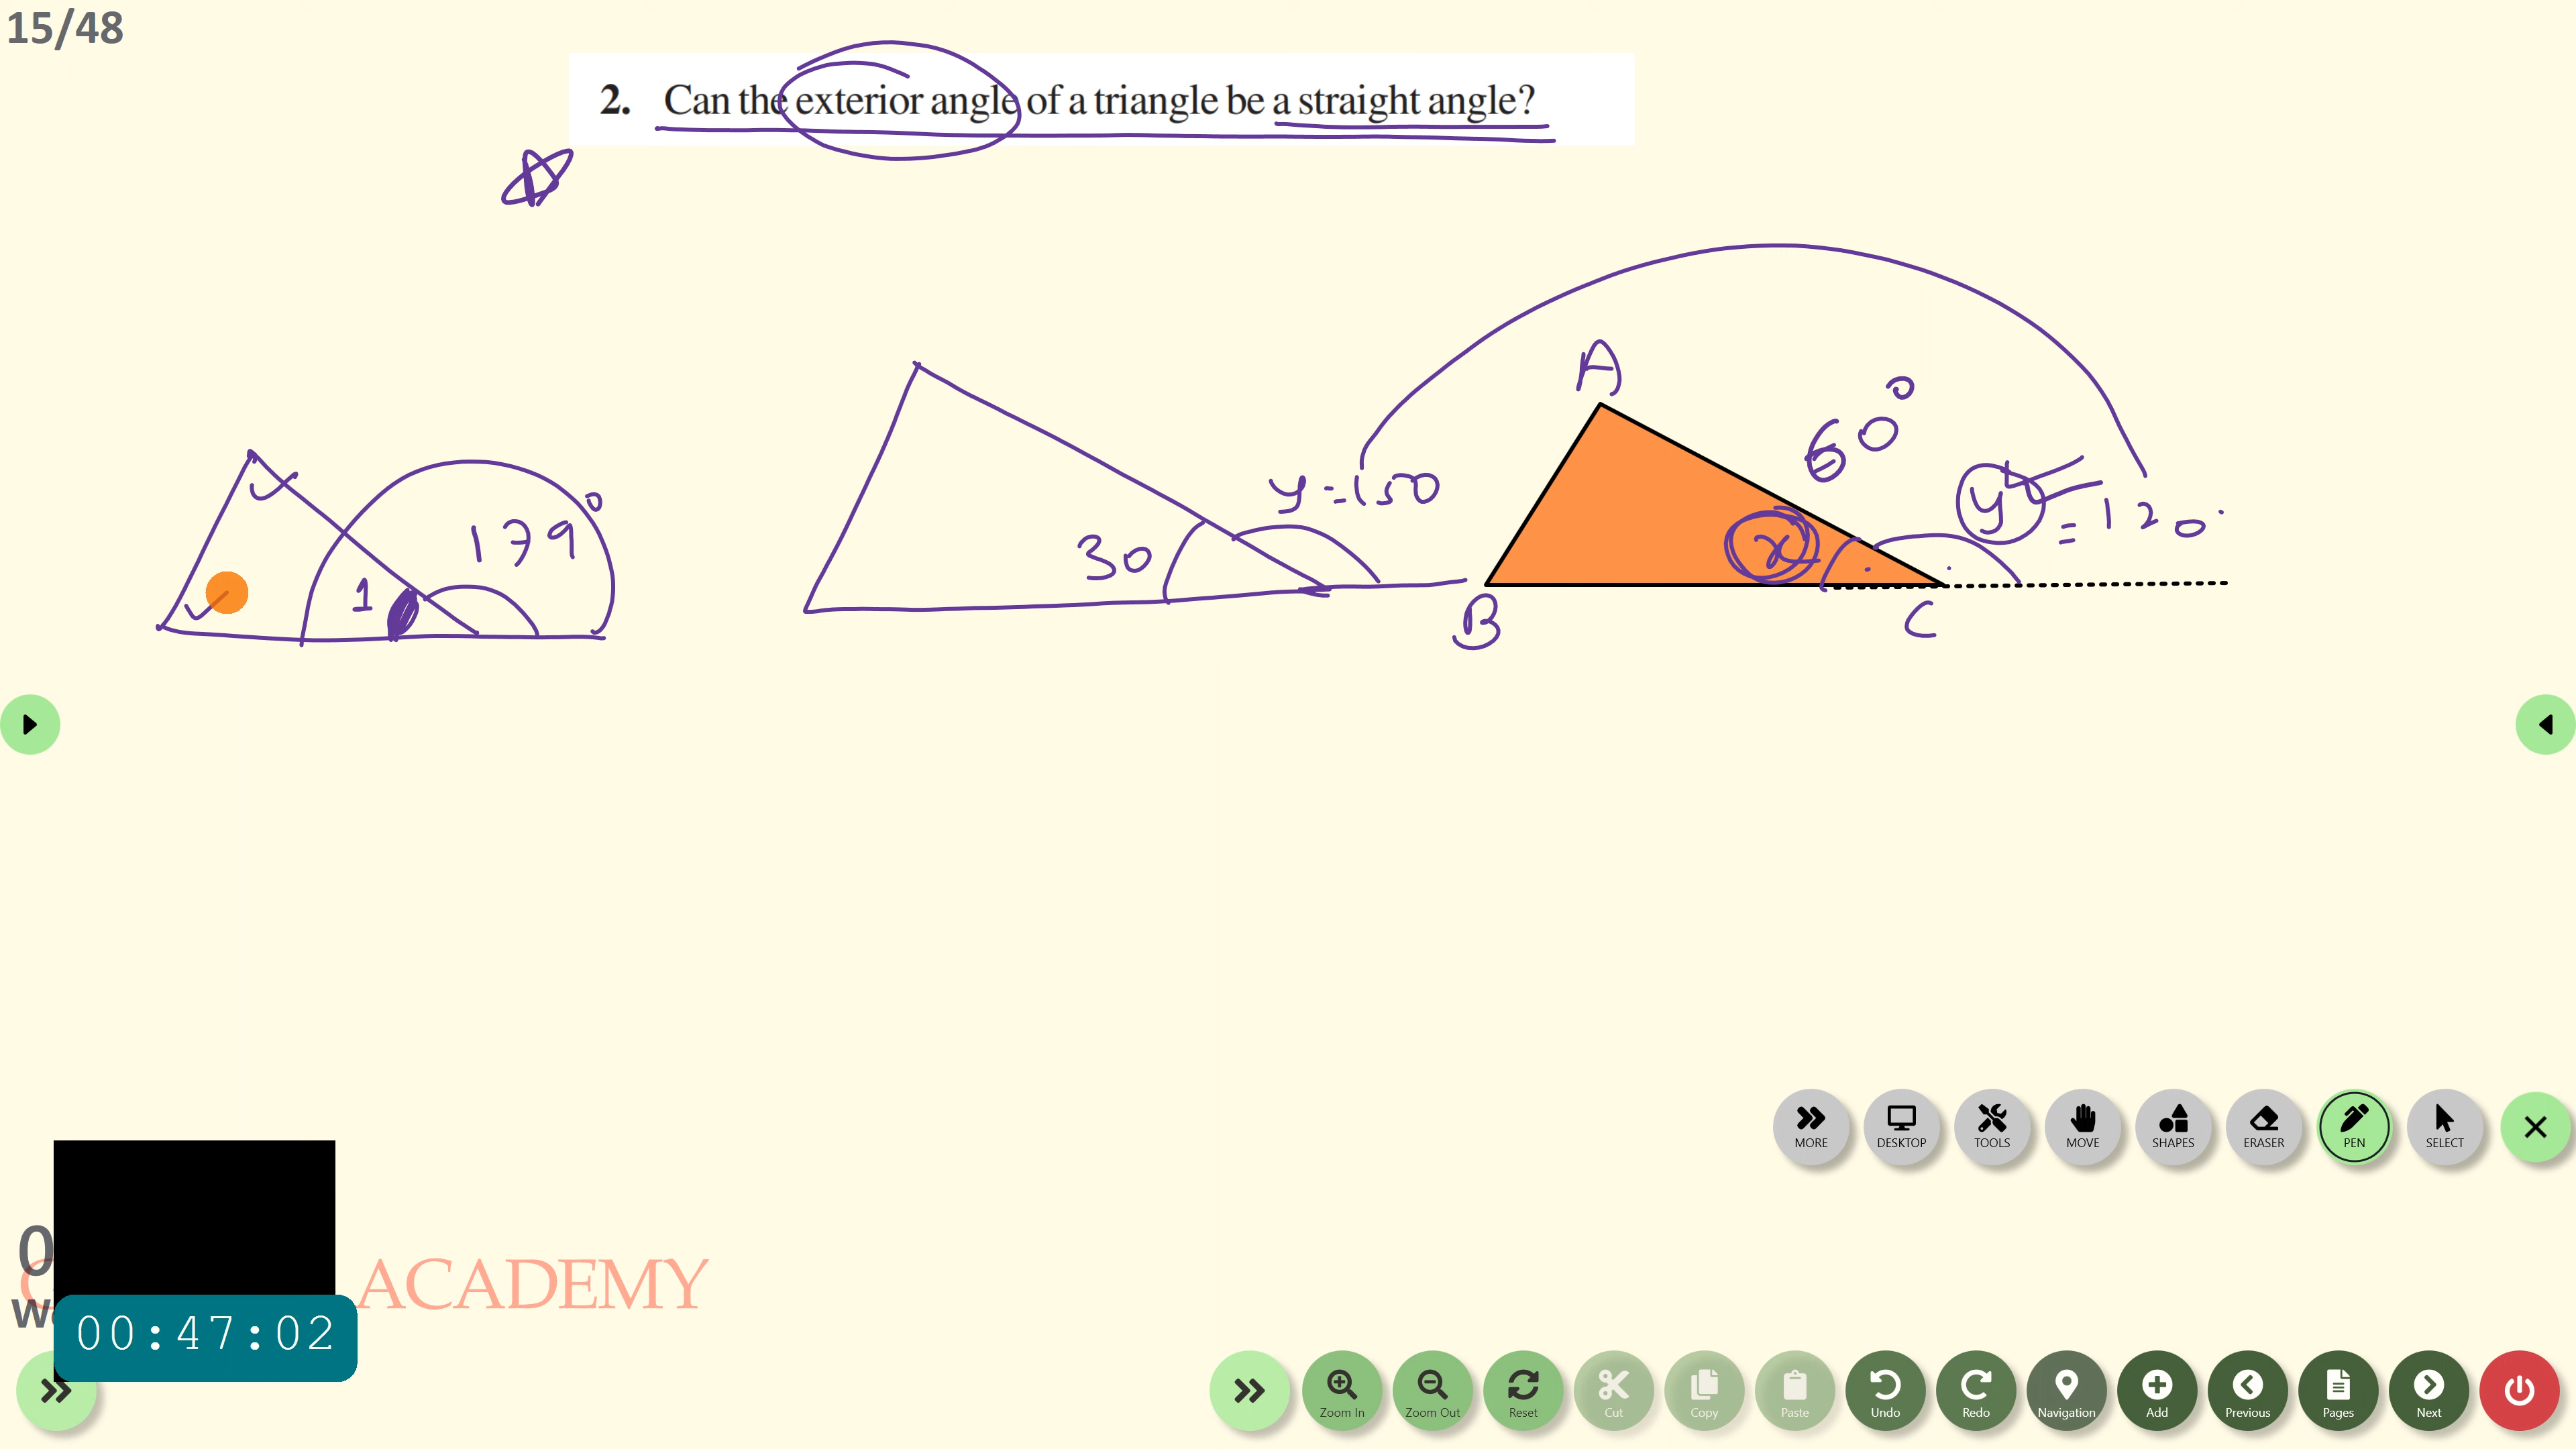 15/48
2. Can the exterior angle of a triangle be a straight angle?
A
60°
y = 150
y = 120
179°
30
x
1
B
C
MORE DESKTOP TOOLS MOVE SHAPES ERASER PEN SELECT
ACADEMY
00:47:02
Zoom In Zoom Out Reset Cut Copy Paste Undo Redo Navigation Add Previous Pages Next